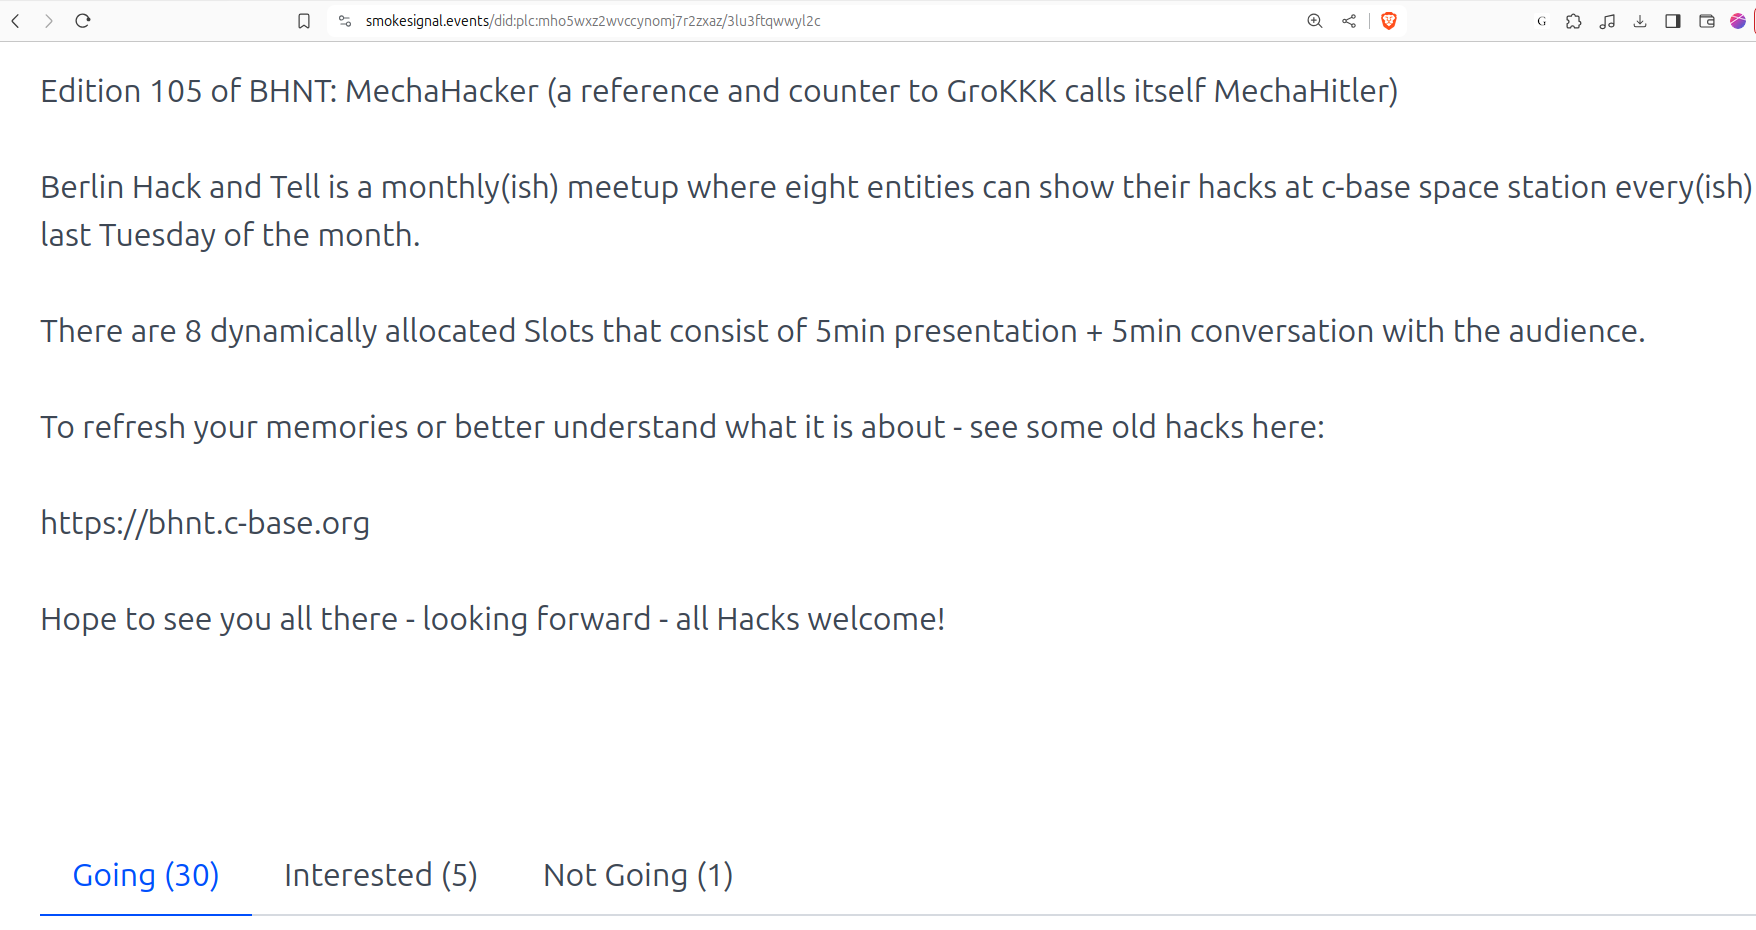 smokesignal.events/did:plc:mho5wxz2wvccynomj7r2zxaz/3lu3ftqwwyl2c
G
Edition 105 of BHNT: MechaHacker (a reference and counter to GroKKK calls itself MechaHitler)
Berlin Hack and Tell is a monthly(ish) meetup where eight entities can show their hacks at c-base space station every(ish)
last Tuesday of the month.
There are 8 dynamically allocated Slots that consist of 5min presentation + 5min conversation with the audience.
To refresh your memories or better understand what it is about - see some old hacks here:
https://bhnt.c-base.org
Hope to see you all there - looking forward - all Hacks welcome!
Going (30) Interested (5) Not Going (1)